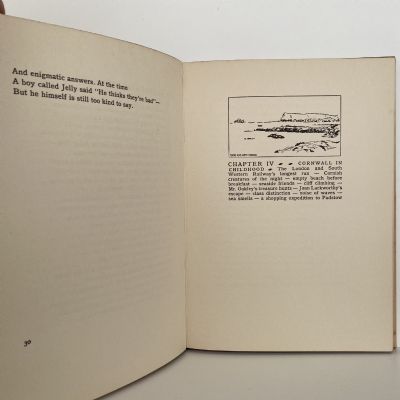 And enigmatic answers. At the time
A boy called Jelly said "He thinks they're bad"—
But he himself is still too kind to say.
30
CHAPTER IV CORNWALL IN
CHILDHOOD The London and South
Western Railway's longest run — Cornish
creatures of the night — empty beach before
breakfast — seaside friends — cliff climbing —
Mr. Oakley's treasure hunts — Joan Larkworthy's
escape — class distinction — noise of waves —
sea smells — a shopping expedition to Padstow